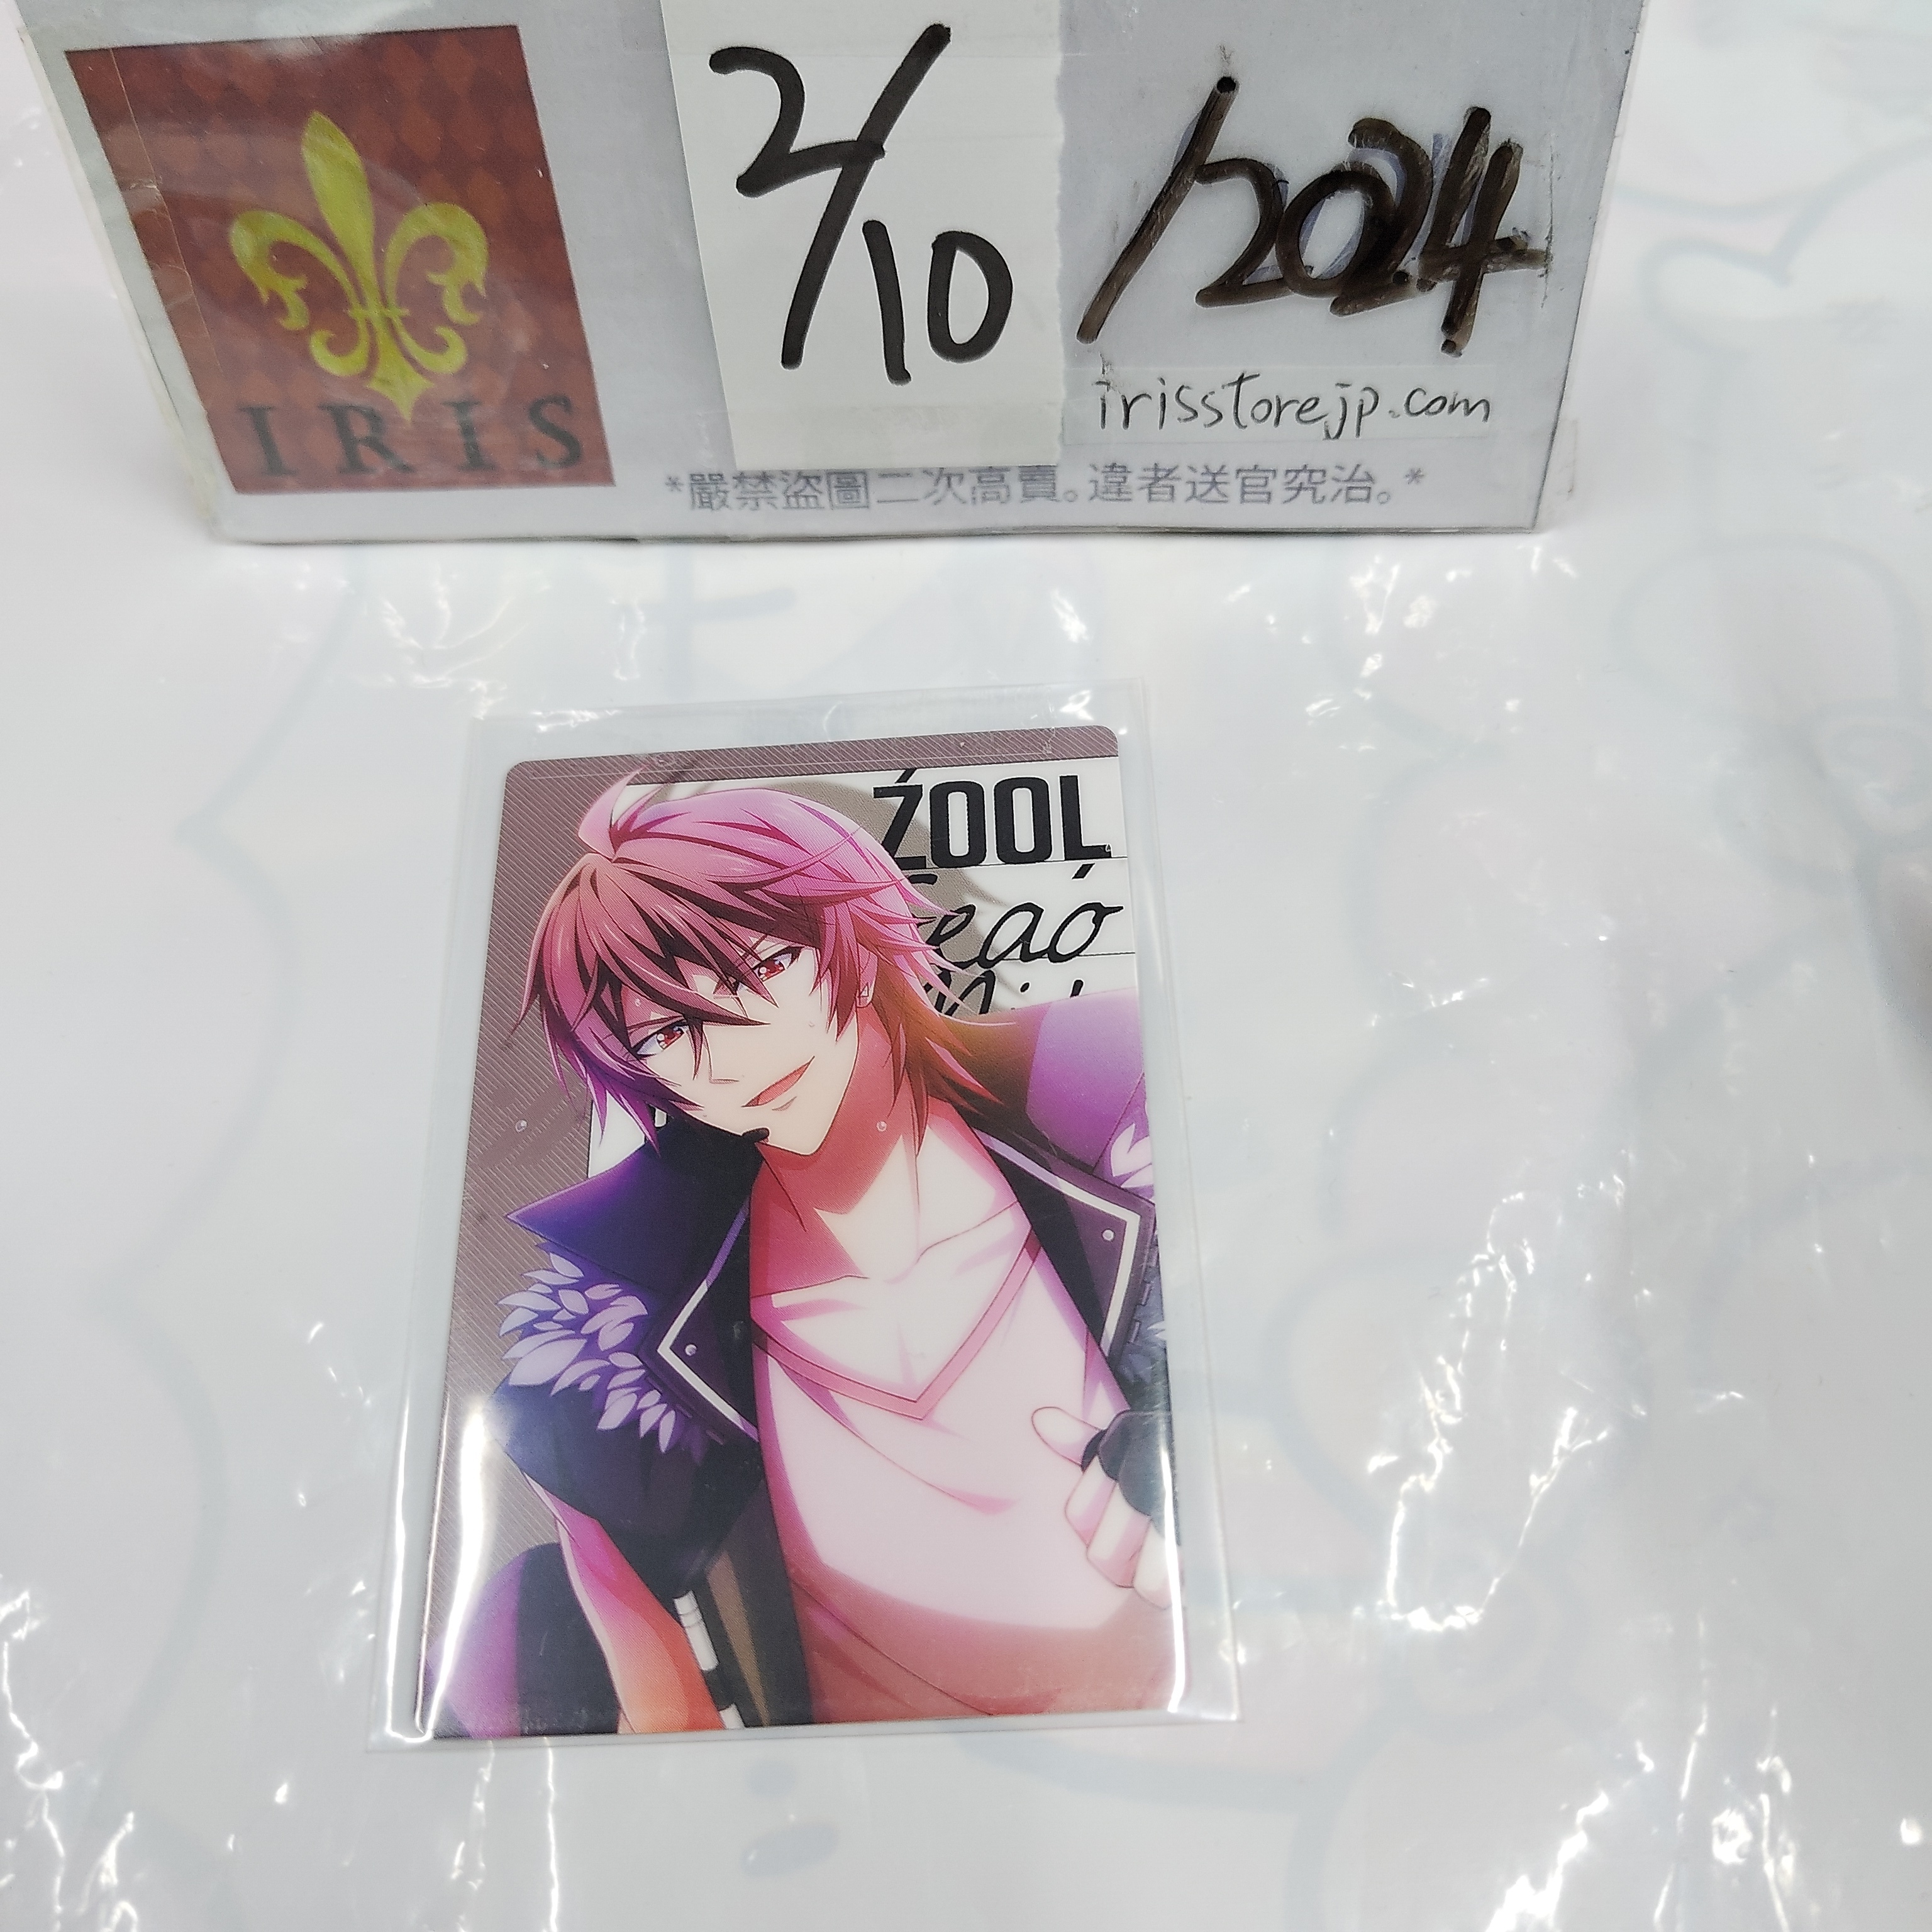 IRIS
2/10
/2024
irisstorejp.com
*嚴禁盜圖二次高賣。違者送官究治。*
ŹOOĻ